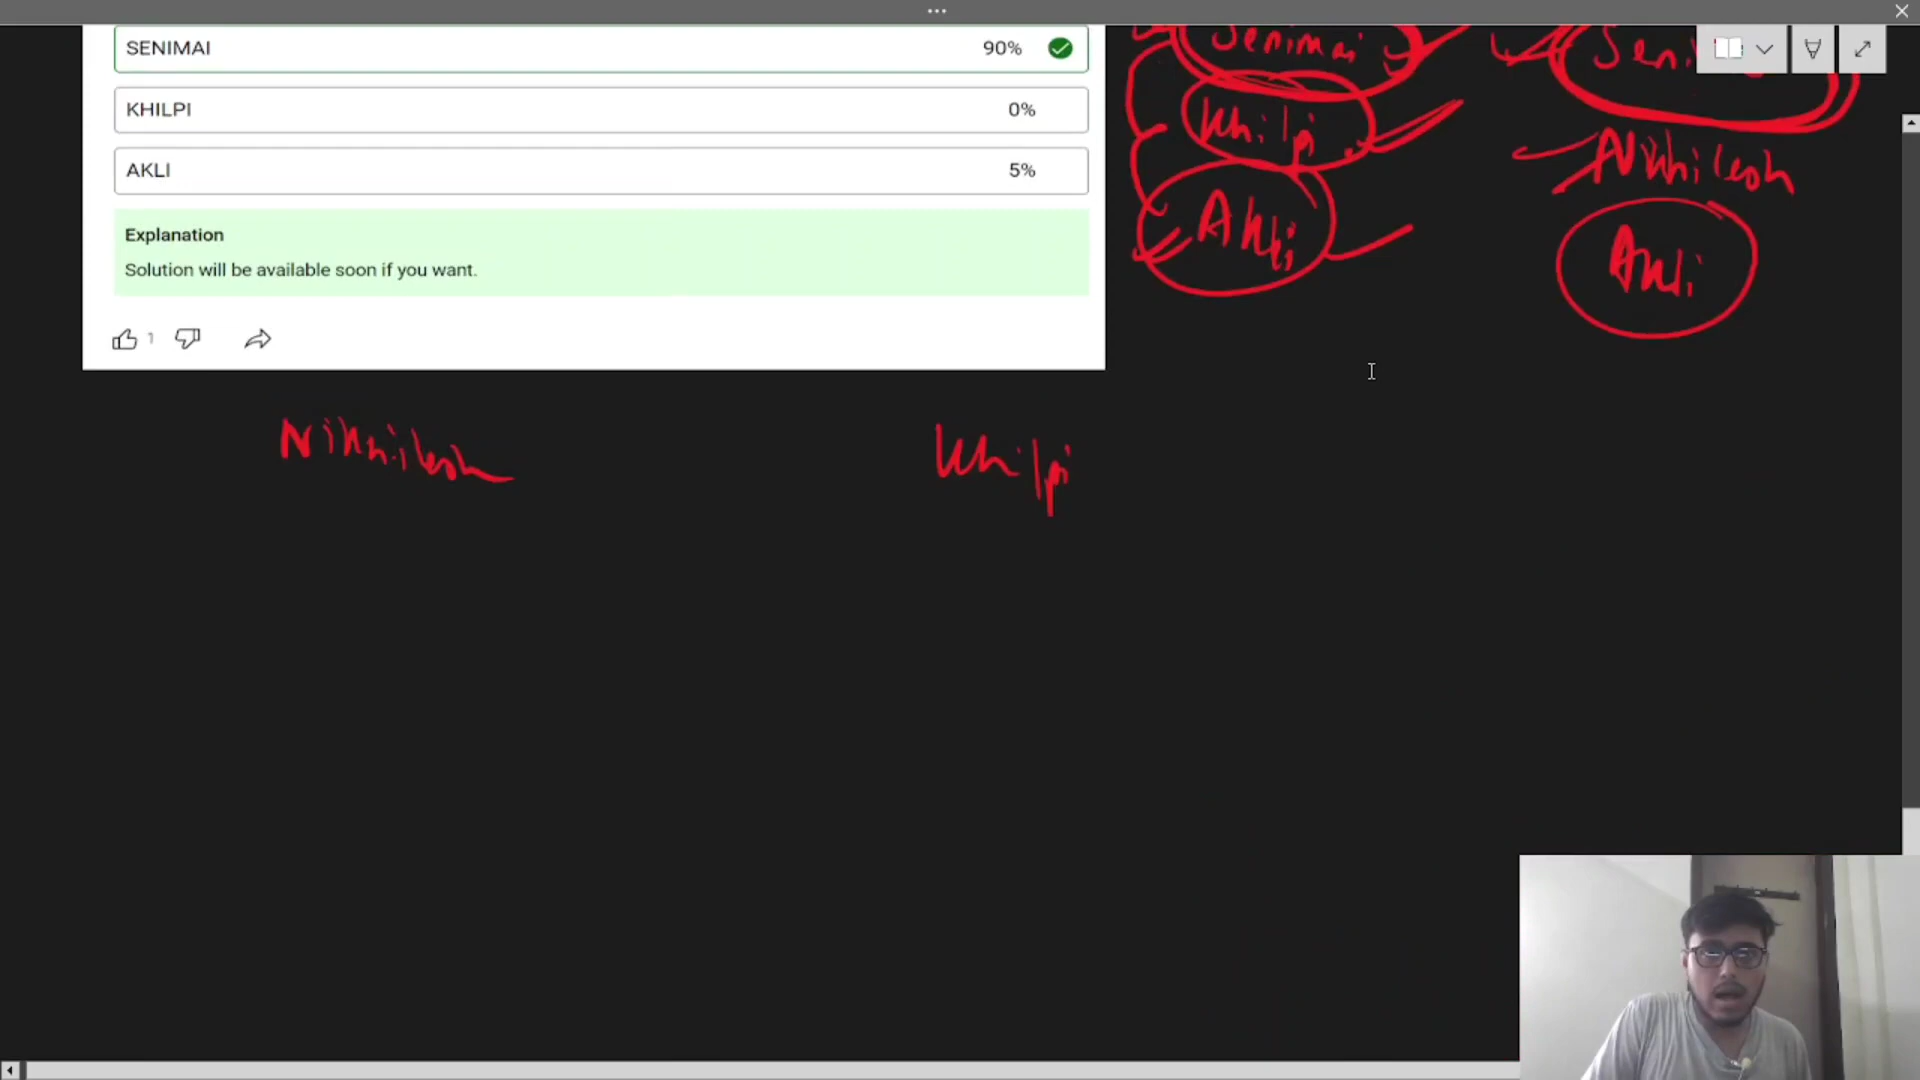 SENIMAI 90%
KHILPI 0%
AKLI 5%
Explanation
Solution will be available soon if you want.
1
Senimai
Khilpi
Akli
Seni
Nikhilesh
Akli
Nikhilesh
Khilpi